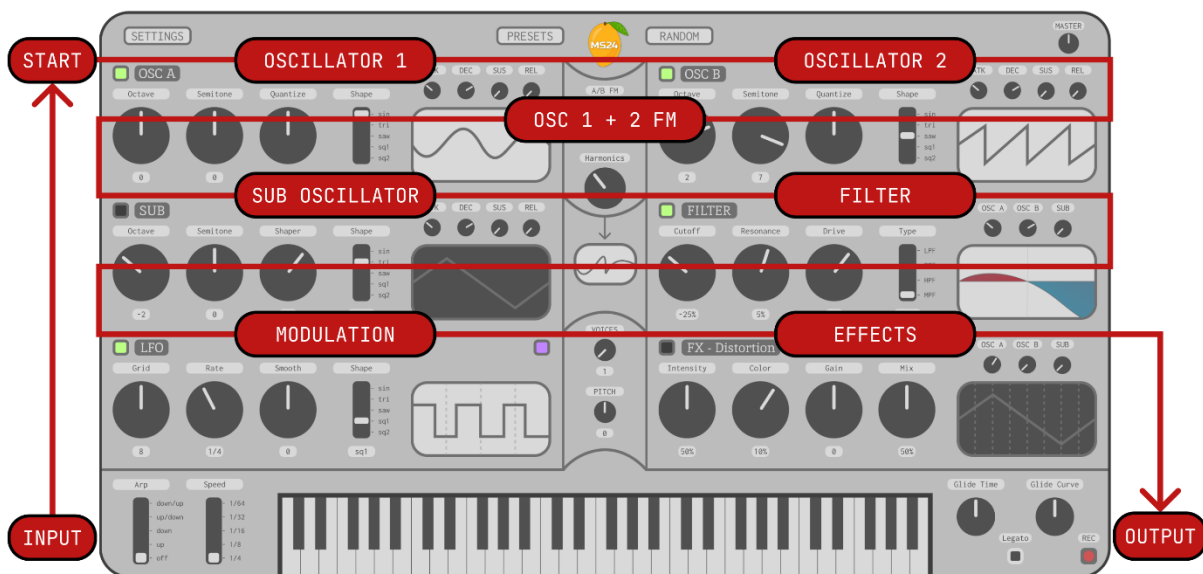 SETTINGS
PRESETS
MS24
RANDOM
MASTER
START
OSCILLATOR 1
OSCILLATOR 2
OSC A
DEC SUS REL
A/B FM
OSC B
ATK DEC SUS REL
Octave Semitone Quantize Shape
Octave Semitone Quantize Shape
OSC 1 + 2 FM
sin
tri
saw
sq1
sq2
sin
tri
saw
sq1
sq2
Harmonics
0 0
2 7
SUB OSCILLATOR
FILTER
SUB
DEC SUS REL
FILTER
OSC A OSC B SUB
Octave Semitone Shaper Shape
Cutoff Resonance Drive Type
sin
tri
saw
sq1
sq2
LPF
HPF
MPF
-2 0
-25% 5%
MODULATION
EFFECTS
VOICES
LFO
FX - Distortion
OSC A OSC B SUB
Grid Rate Smooth Shape
1
Intensity Color Gain Mix
sin
tri
saw
sq1
sq2
PITCH
0
8 1/4 0 sq1
50% 10% 0 50%
Arp Speed
Glide Time Glide Curve
down/up
up/down
down
up
off
1/64
1/32
1/16
1/8
1/4
INPUT
Legato
REC
OUTPUT